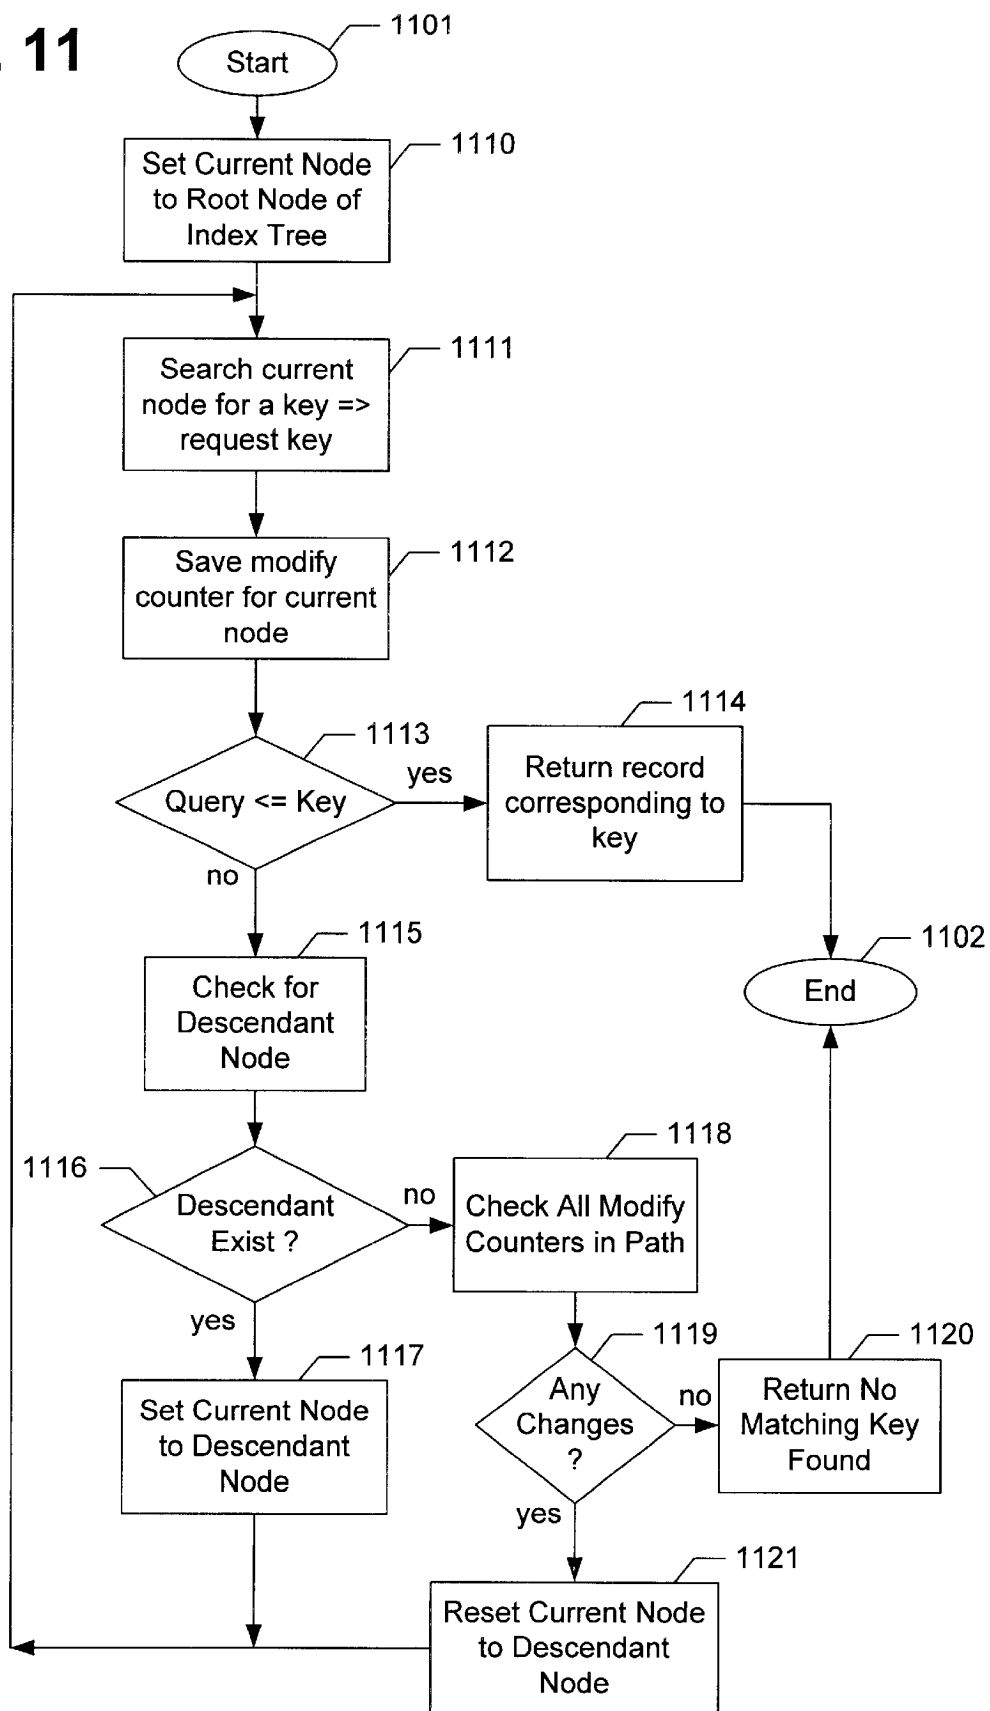 . 11
1101
Start
1110
Set Current Node
to Root Node of
Index Tree
1111
Search current
node for a key =>
request key
1112
Save modify
counter for current
node
1113
1114
Query <= Key
yes
Return record
corresponding to
key
no
1115
1102
Check for
Descendant
Node
End
1116
1118
Descendant
Exist ?
no
Check All Modify
Counters in Path
yes
1117
1119
1120
Set Current Node
to Descendant
Node
Any
Changes
?
no
Return No
Matching Key
Found
yes
1121
Reset Current Node
to Descendant
Node